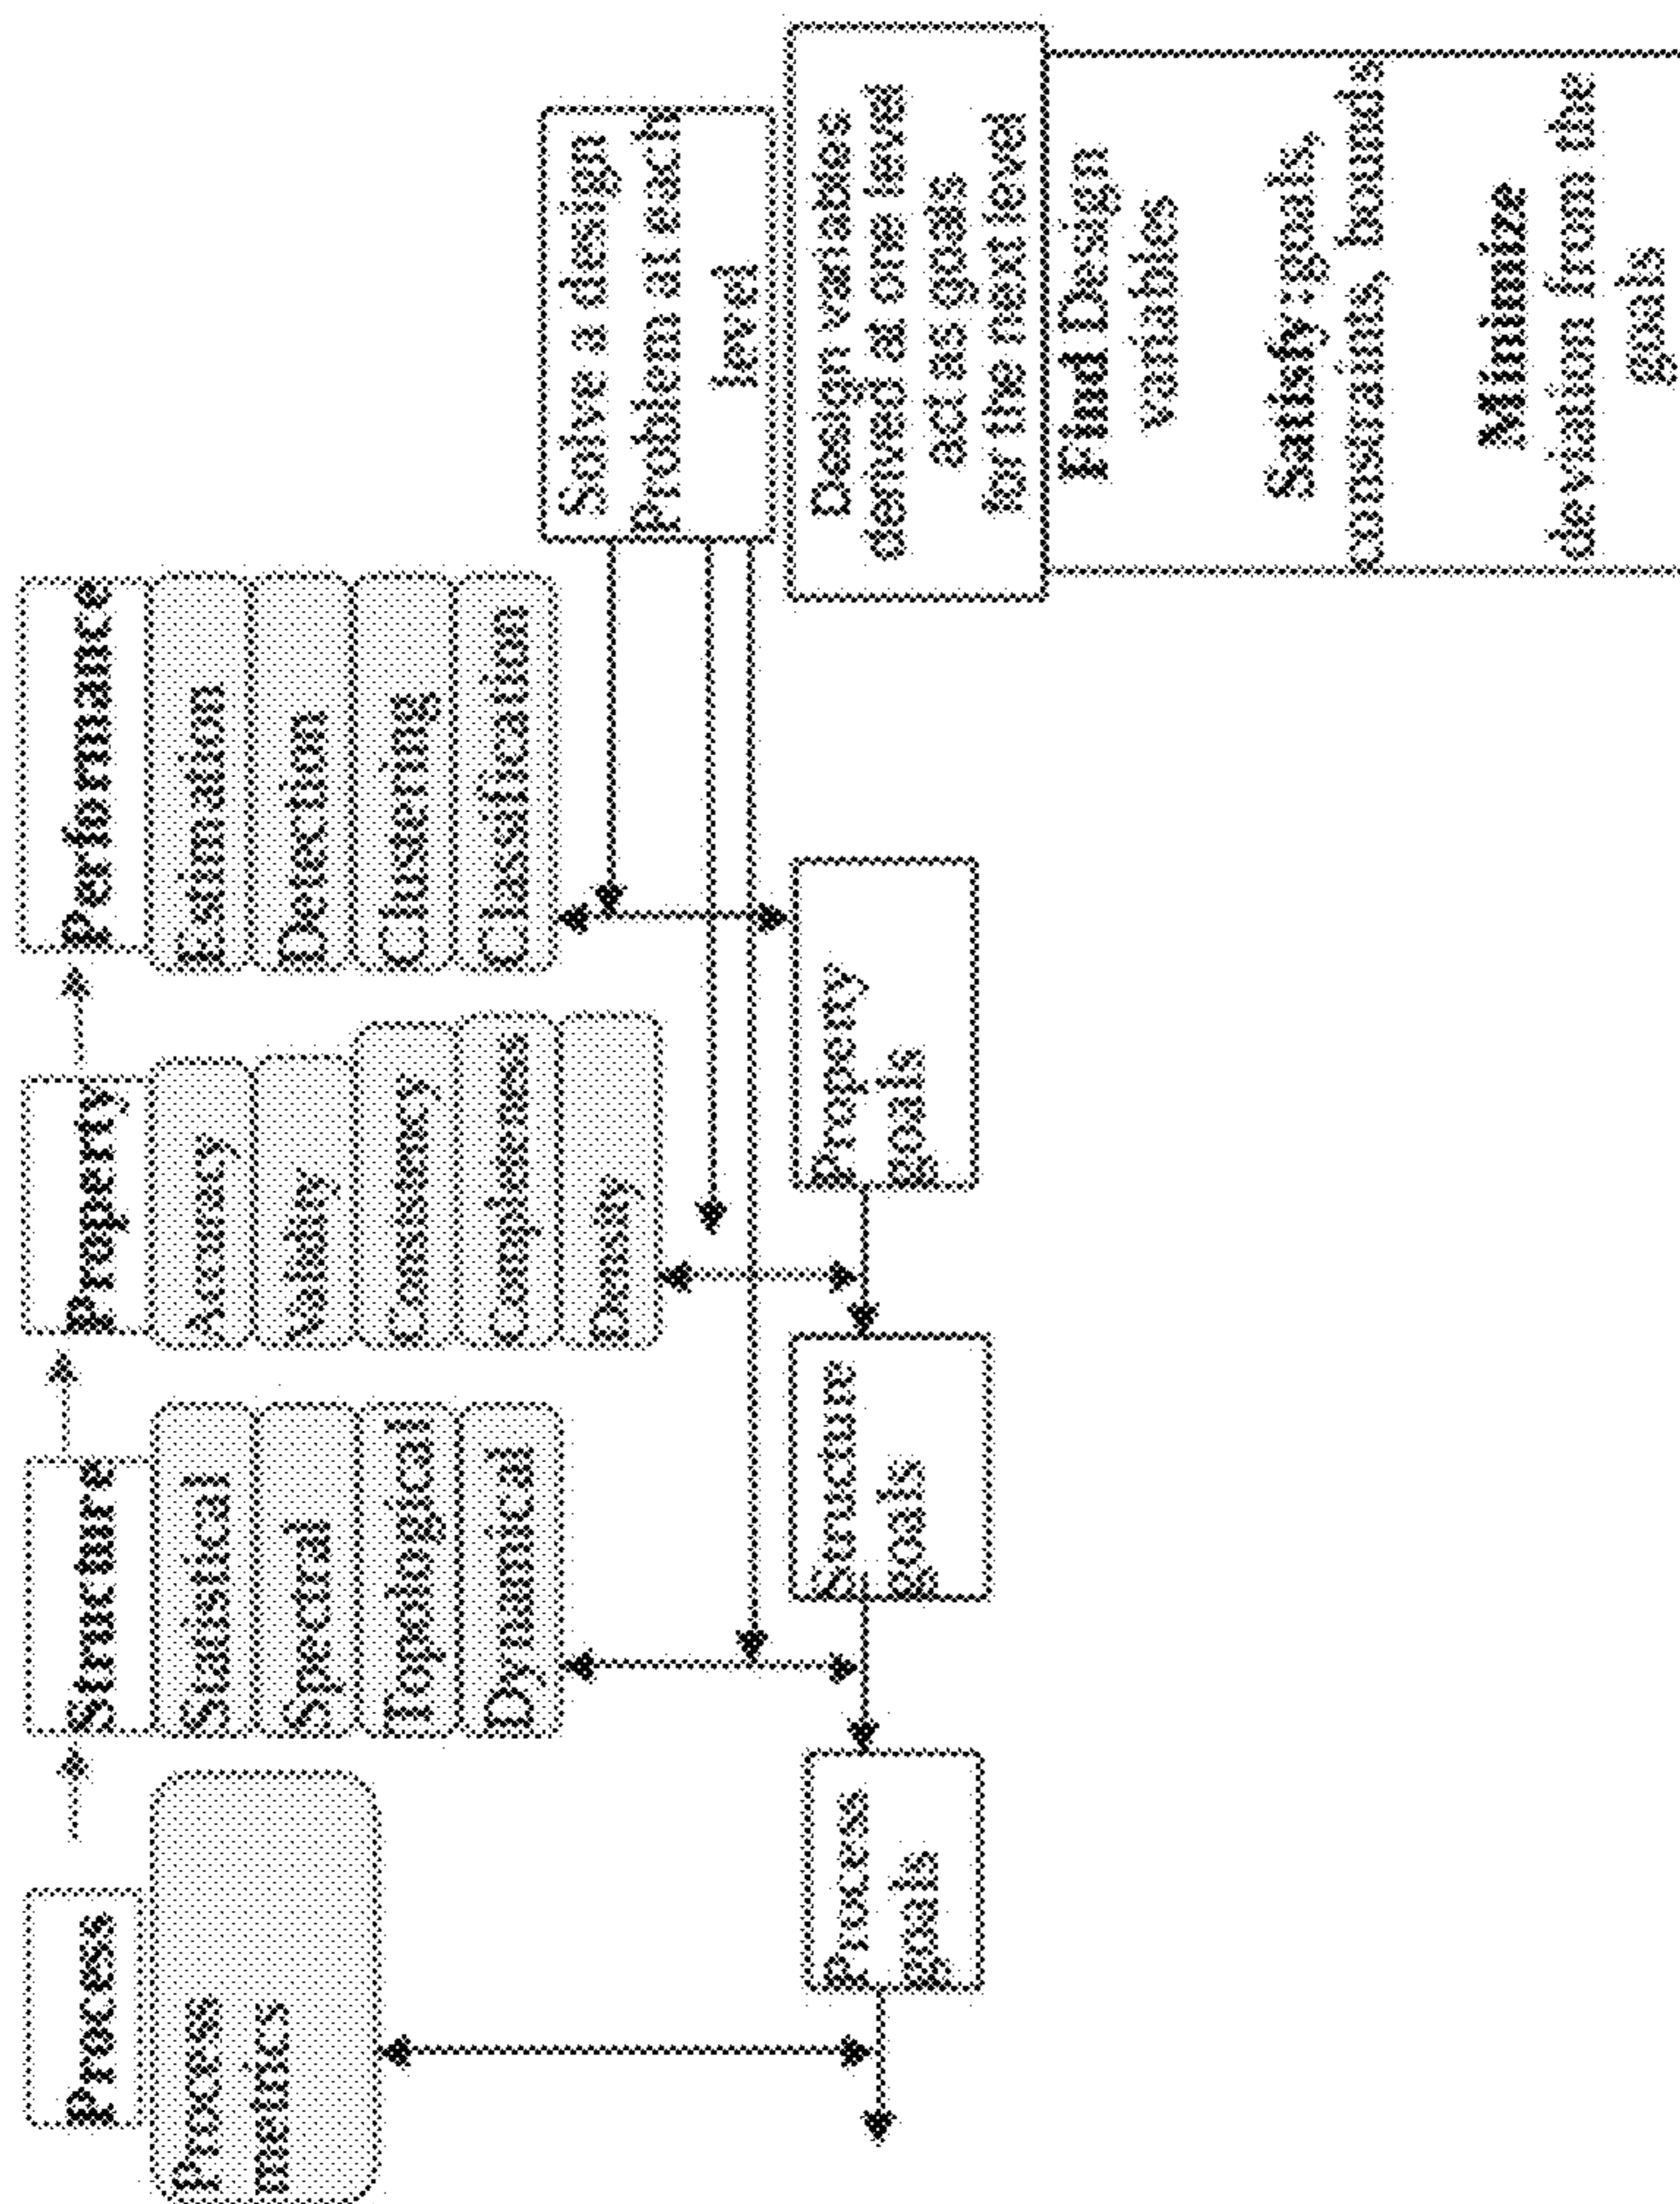 Process
Process
metrics
Structure
Statistical
Spectral
Topological
Dynamical
Property
Accuracy
Validity
Consistency
Completeness
Density
Performance
Estimation
Detection
Clustering
Classification
Process
goals
Structure
goals
Property
goals
Solve a design
Problem at each
level
Design variables
derived at one level
act as goals
for the next level
Find Design
variables
Satisfy goals,
constraints, bounds
Minimize
deviation from the
goals